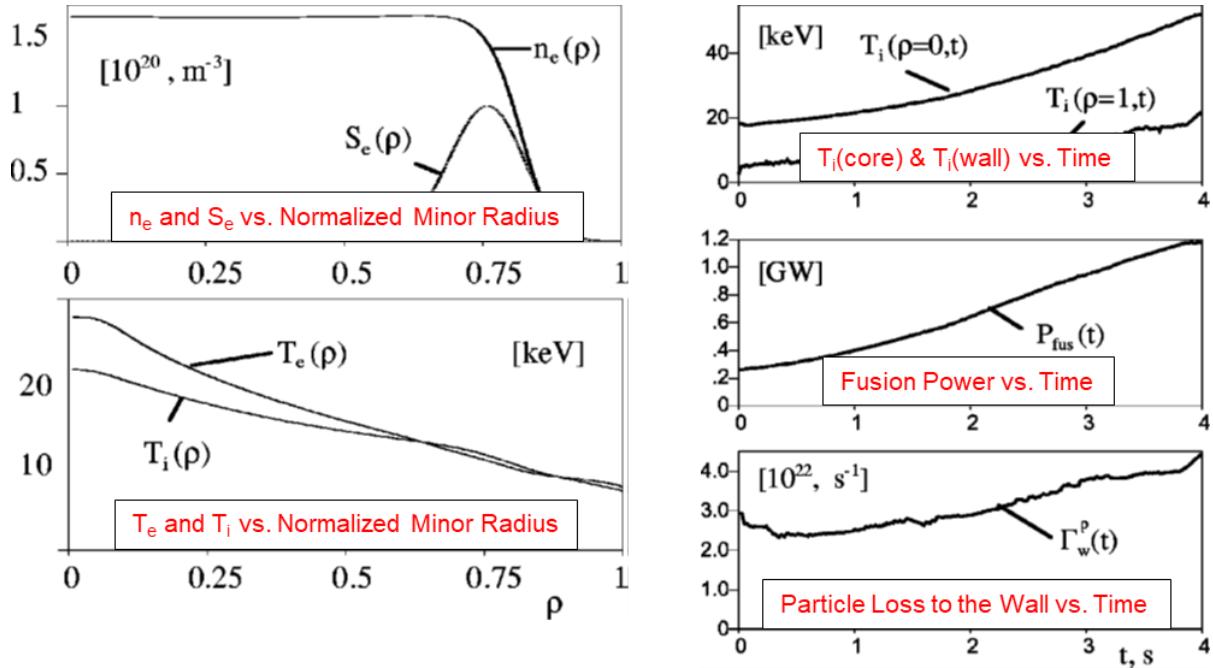 1.5
nₑ(ρ)
[10²⁰ , m⁻³]
1
Sₑ(ρ)
0.5
nₑ and Sₑ vs. Normalized Minor Radius
0 0.25 0.5 0.75 1
Tₑ(ρ)
[keV]
20
Tᵢ(ρ)
10
Tₑ and Tᵢ vs. Normalized Minor Radius
0 0.25 0.5 0.75 1
ρ
[keV]
Tᵢ(ρ=0,t)
40
Tᵢ(ρ=1,t)
20
Tᵢ(core) & Tᵢ(wall) vs. Time
0
0 1 2 3 4
1.2
[GW]
1.0
.8
.6
P_fus(t)
.4
Fusion Power vs. Time
.2
0
0 1 2 3 4
[10²², s⁻¹]
4.0
3.0
Γ_w^p(t)
2.0
1.0
Particle Loss to the Wall vs. Time
0
0 1 2 3 4
t, s